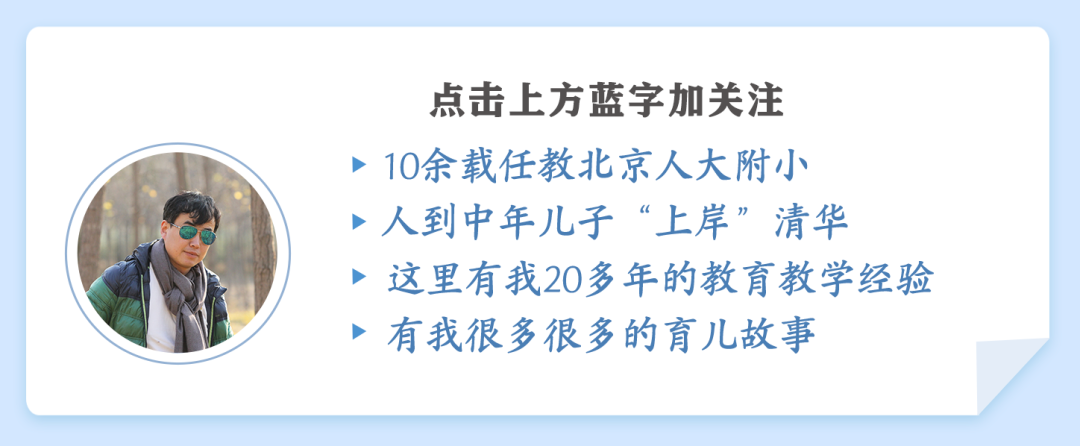 点击上方蓝字加关注
10余载任教北京人大附小
人到中年儿子“上岸”清华
这里有我20多年的教育教学经验
有我很多很多的育儿故事